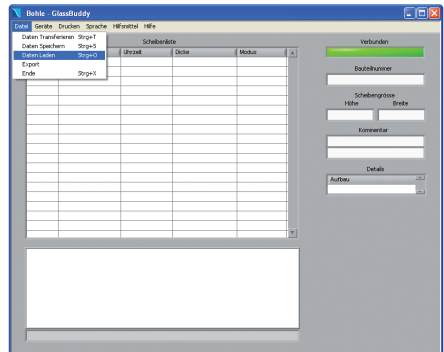 Bohle - GlassBuddy
Datei Geräte Drucken Sprache Hilfsmittel Hilfe
Daten Transferieren Strg+T
Daten Speichern Strg+S
Daten Laden Strg+O
Export
Ende Strg+X
Scheibenliste
Uhrzeit Dicke Modus
Verbunden
Bauteilnummer
Scheibengrösse
Höhe Breite
Kommentar
Details
Aufbau